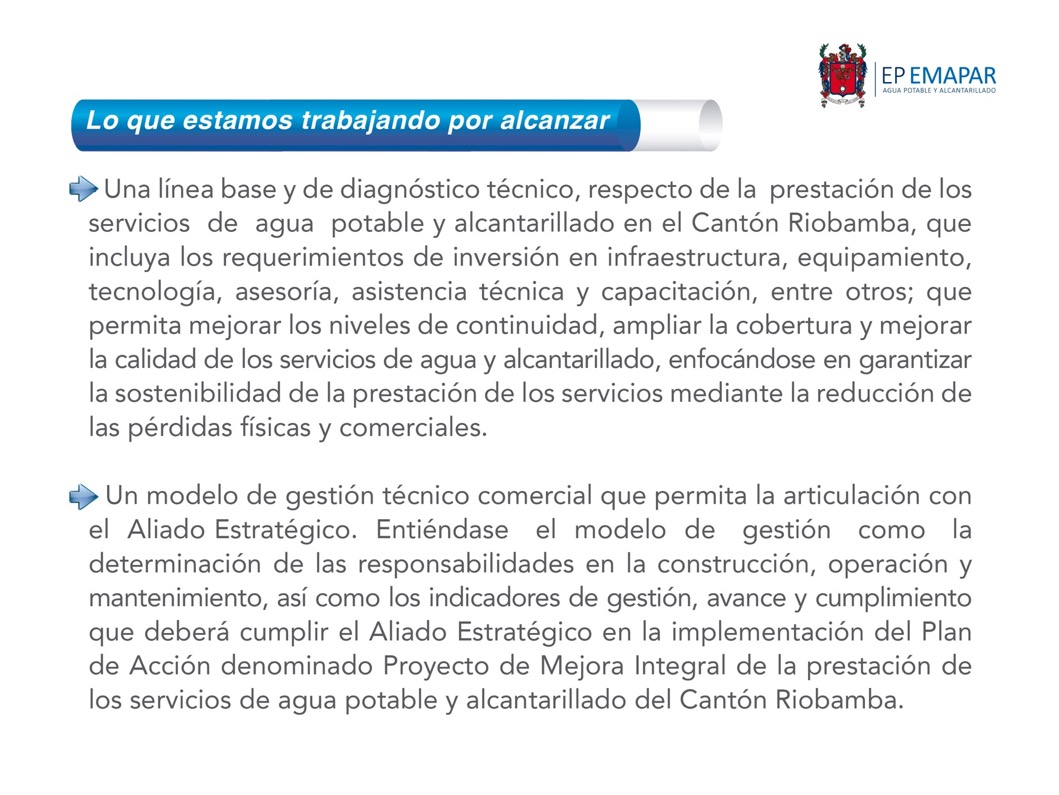 EP EMAPAR
AGUA POTABLE Y ALCANTARILLADO
Lo que estamos trabajando por alcanzar
Una línea base y de diagnóstico técnico, respecto de la prestación de los
servicios de agua potable y alcantarillado en el Cantón Riobamba, que
incluya los requerimientos de inversión en infraestructura, equipamiento,
tecnología, asesoría, asistencia técnica y capacitación, entre otros; que
permita mejorar los niveles de continuidad, ampliar la cobertura y mejorar
la calidad de los servicios de agua y alcantarillado, enfocándose en garantizar
la sostenibilidad de la prestación de los servicios mediante la reducción de
las pérdidas físicas y comerciales.
Un modelo de gestión técnico comercial que permita la articulación con
el Aliado Estratégico. Entiéndase el modelo de gestión como la
determinación de las responsabilidades en la construcción, operación y
mantenimiento, así como los indicadores de gestión, avance y cumplimiento
que deberá cumplir el Aliado Estratégico en la implementación del Plan
de Acción denominado Proyecto de Mejora Integral de la prestación de
los servicios de agua potable y alcantarillado del Cantón Riobamba.